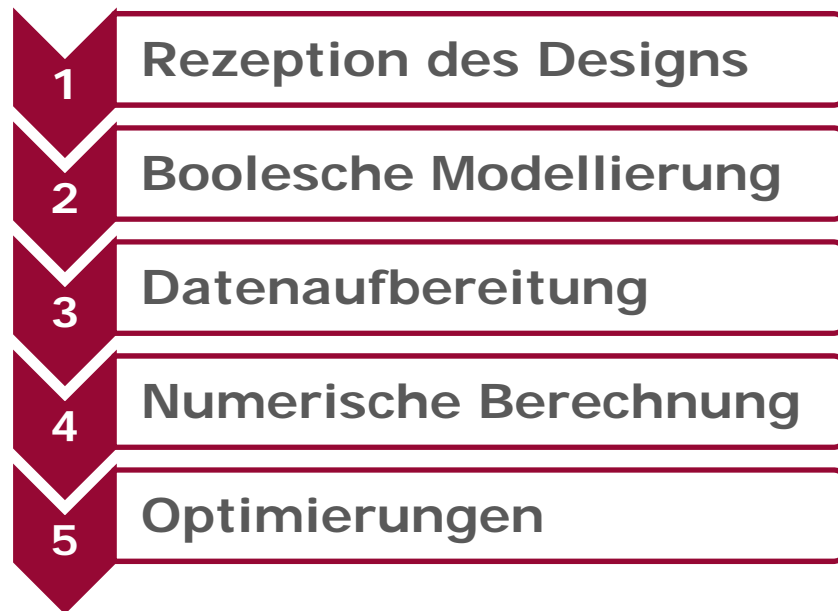 1 Rezeption des Designs
2 Boolesche Modellierung
3 Datenaufbereitung
4 Numerische Berechnung
5 Optimierungen